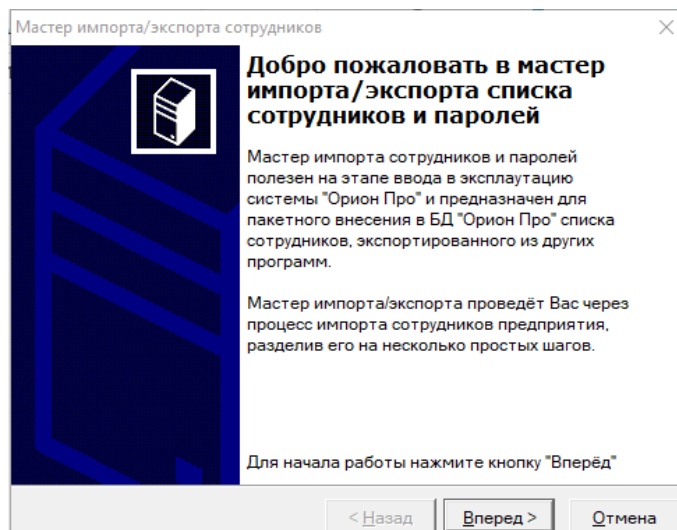 Мастер импорта/экспорта сотрудников
Добро пожаловать в мастер
импорта/экспорта списка
сотрудников и паролей
Мастер импорта сотрудников и паролей
полезен на этапе ввода в эксплаутацию
системы "Орион Про" и предназначен для
пакетного внесения в БД "Орион Про" списка
сотрудников, экспортированного из других
программ.
Мастер импорта/экспорта проведёт Вас через
процесс импорта сотрудников предприятия,
разделив его на несколько простых шагов.
Для начала работы нажмите кнопку "Вперёд"
< Назад Вперед > Отмена